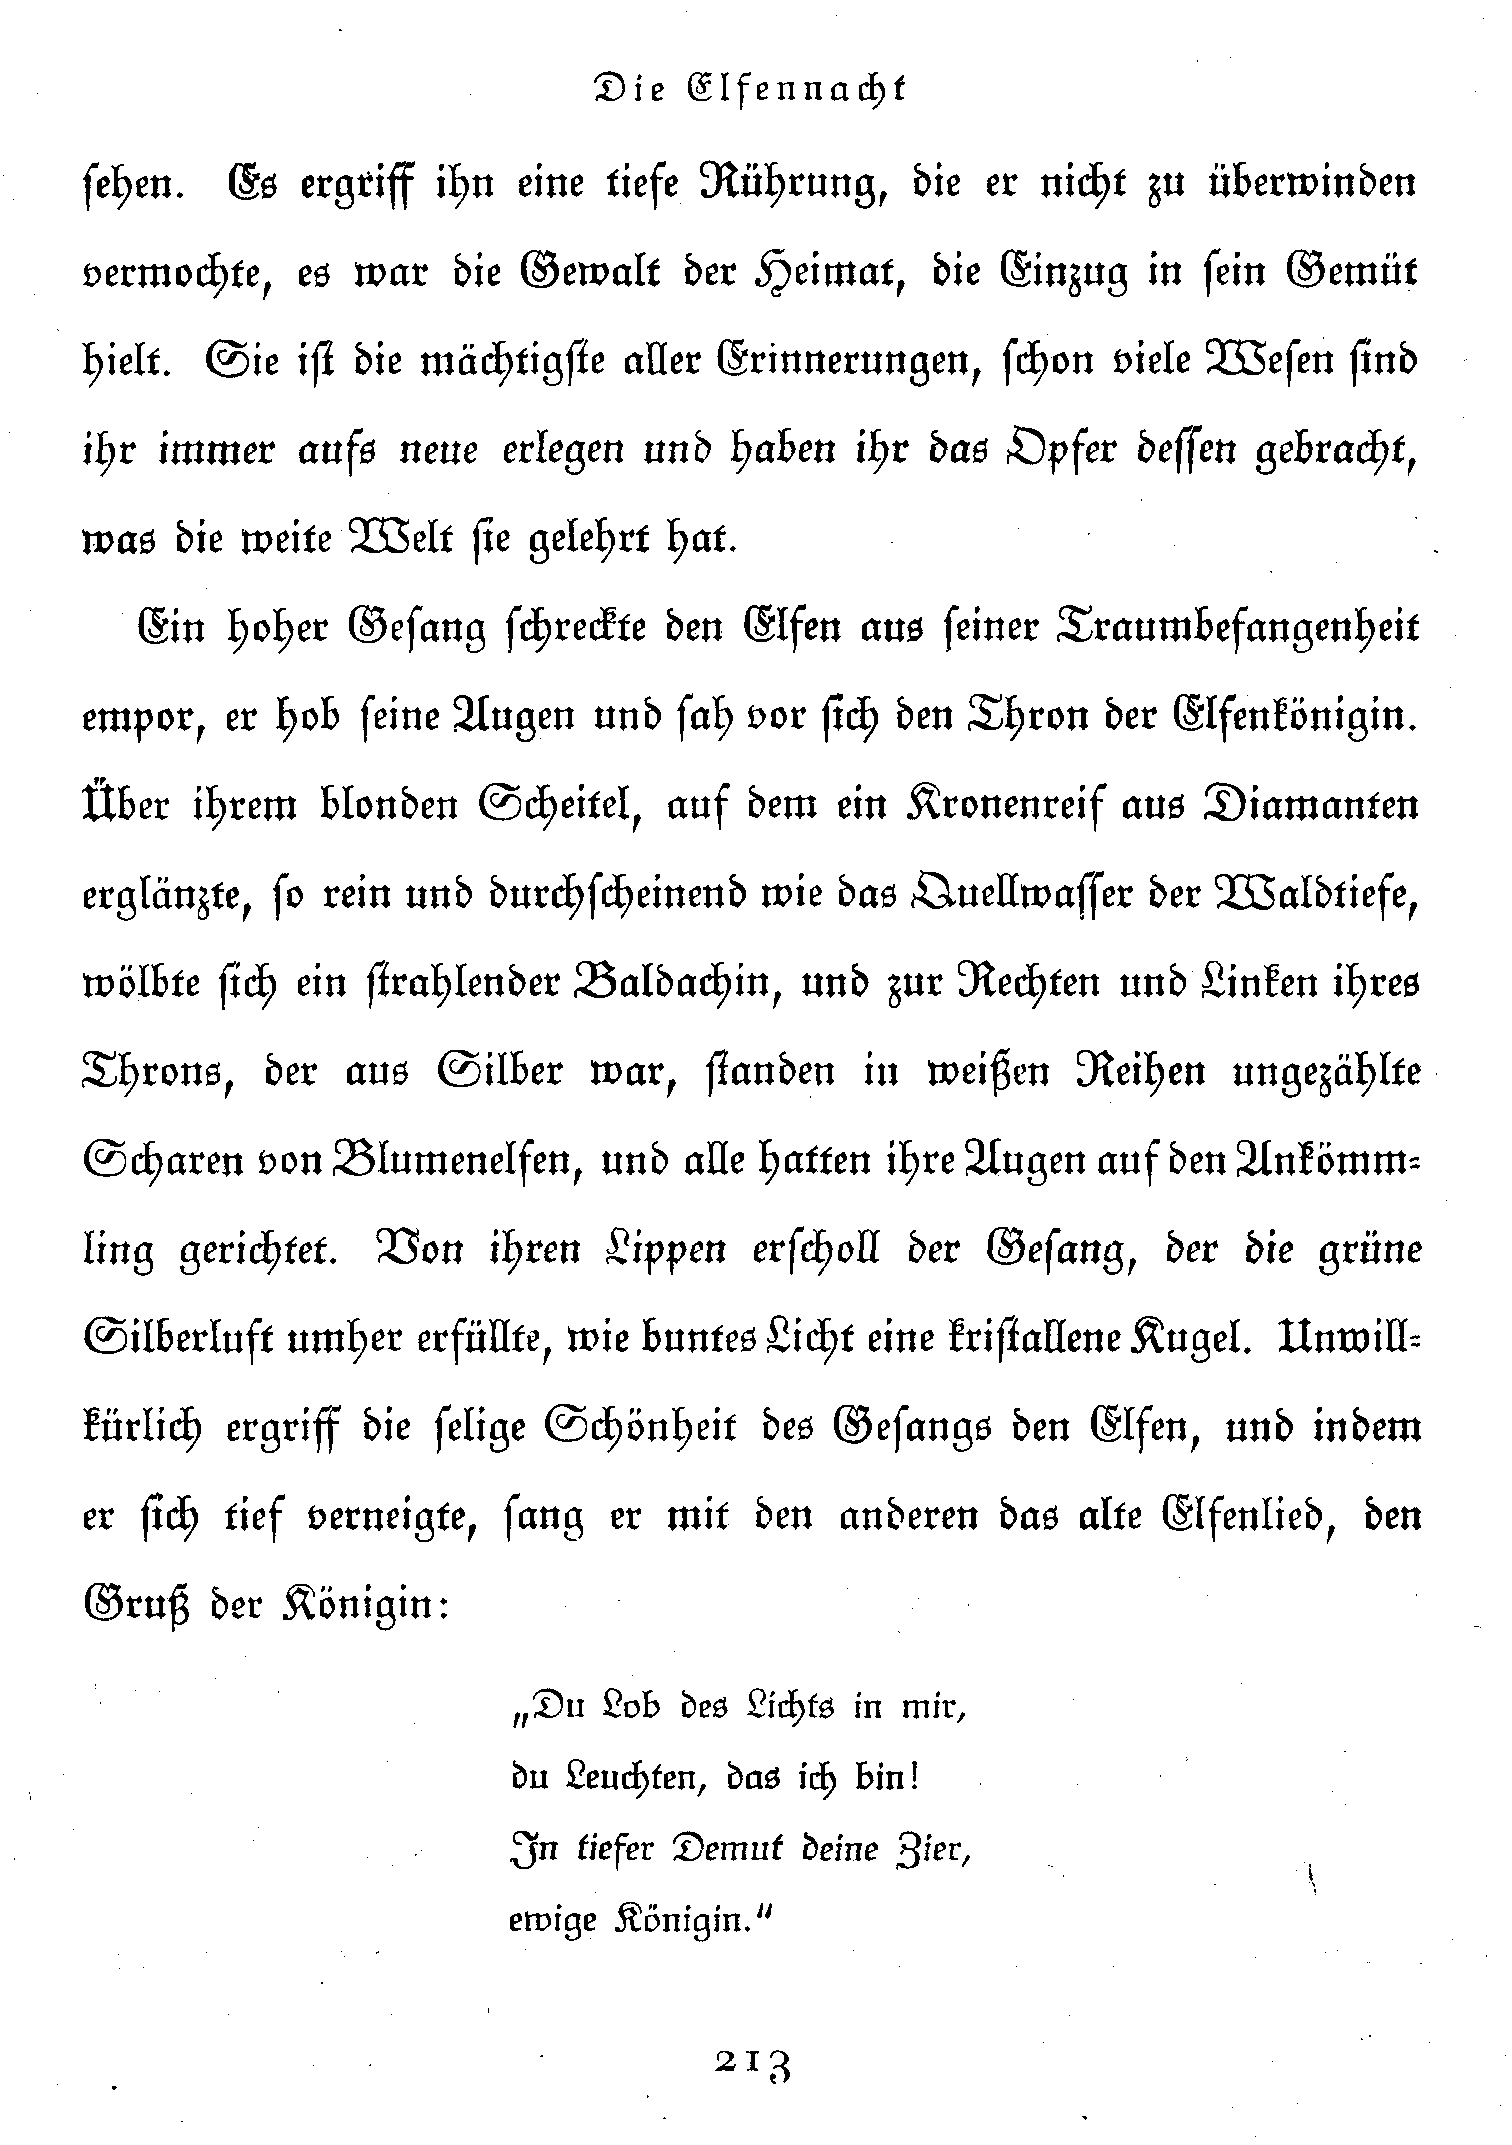 Die Elfennacht
sehen. Es ergriff ihn eine tiefe Rührung, die er nicht zu überwinden
vermochte, es war die Gewalt der Heimat, die Einzug in sein Gemüt
hielt. Sie ist die mächtigste aller Erinnerungen, schon viele Wesen sind
ihr immer aufs neue erlegen und haben ihr das Opfer dessen gebracht,
was die weite Welt sie gelehrt hat.
Ein hoher Gesang schreckte den Elfen aus seiner Traumbefangenheit
empor, er hob seine Augen und sah vor sich den Thron der Elfenkönigin.
Über ihrem blonden Scheitel, auf dem ein Kronenreif aus Diamanten
erglänzte, so rein und durchscheinend wie das Quellwasser der Waldtiefe,
wölbte sich ein strahlender Baldachin, und zur Rechten und Linken ihres
Throns, der aus Silber war, standen in weißen Reihen ungezählte
Scharen von Blumenelfen, und alle hatten ihre Augen auf den Ankömm-
ling gerichtet. Von ihren Lippen erscholl der Gesang, der die grüne
Silberluft umher erfüllte, wie buntes Licht eine kristallene Kugel. Unwill-
kürlich ergriff die selige Schönheit des Gesangs den Elfen, und indem
er sich tief verneigte, sang er mit den anderen das alte Elfenlied, den
Gruß der Königin:
„Du Lob des Lichts in mir,
du Leuchten, das ich bin!
In tiefer Demut deine Zier,
ewige Königin.“
213